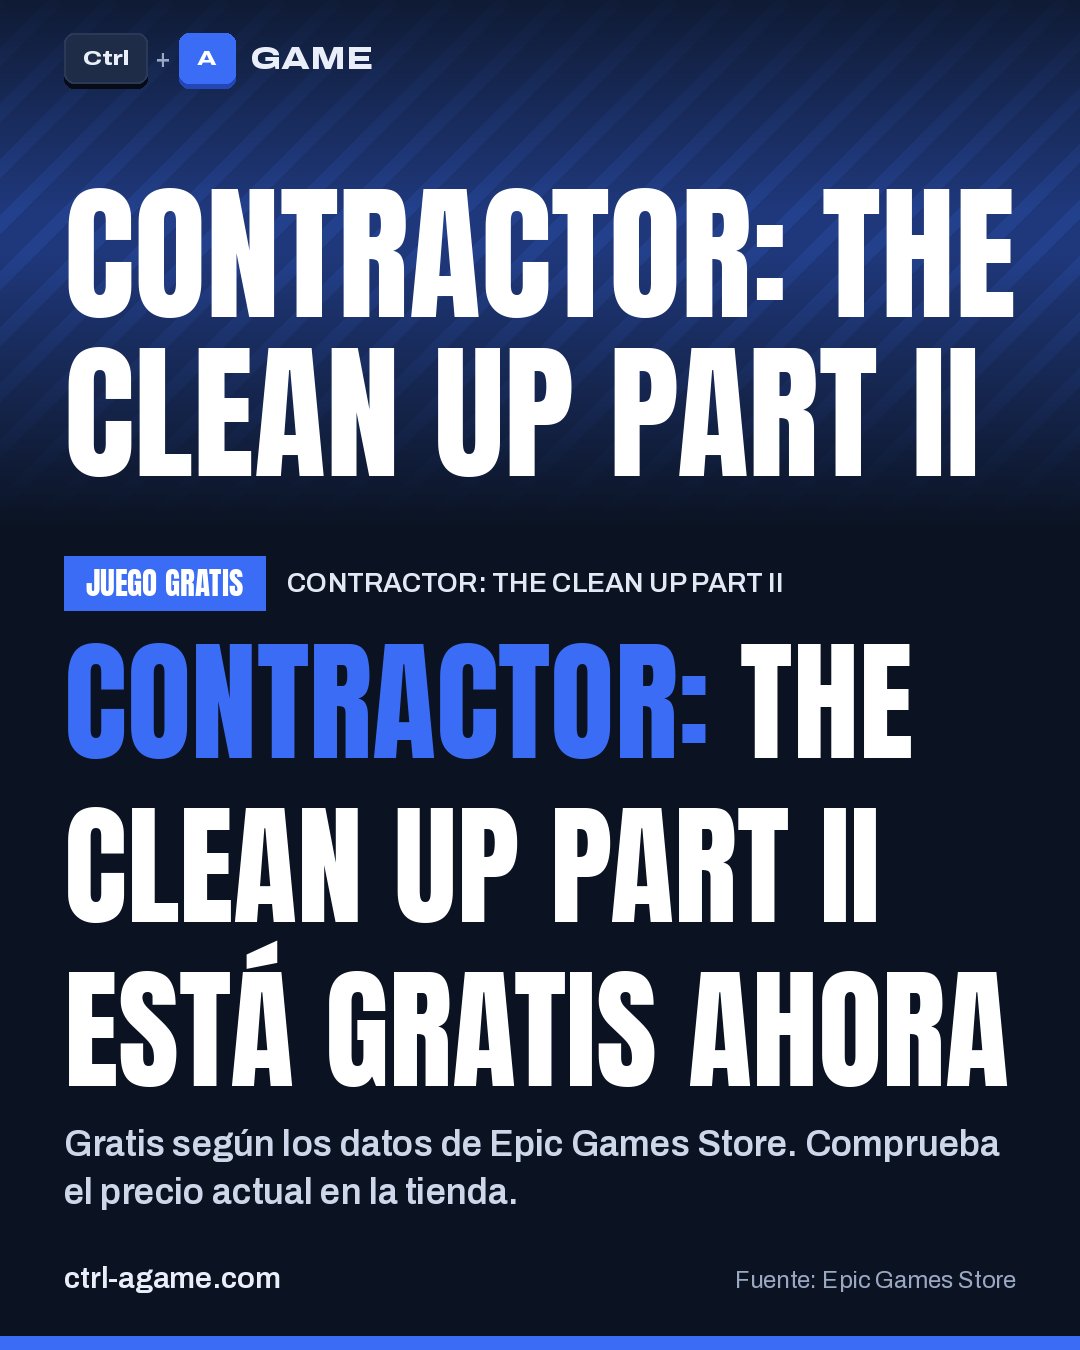 Ctrl + A GAME
CONTRACTOR: THE
CLEAN UP PART II
JUEGO GRATIS CONTRACTOR: THE CLEAN UP PART II
CONTRACTOR: THE
CLEAN UP PART II
ESTÁ GRATIS AHORA
Gratis según los datos de Epic Games Store. Comprueba
el precio actual en la tienda.
ctrl-agame.com Fuente: Epic Games Store